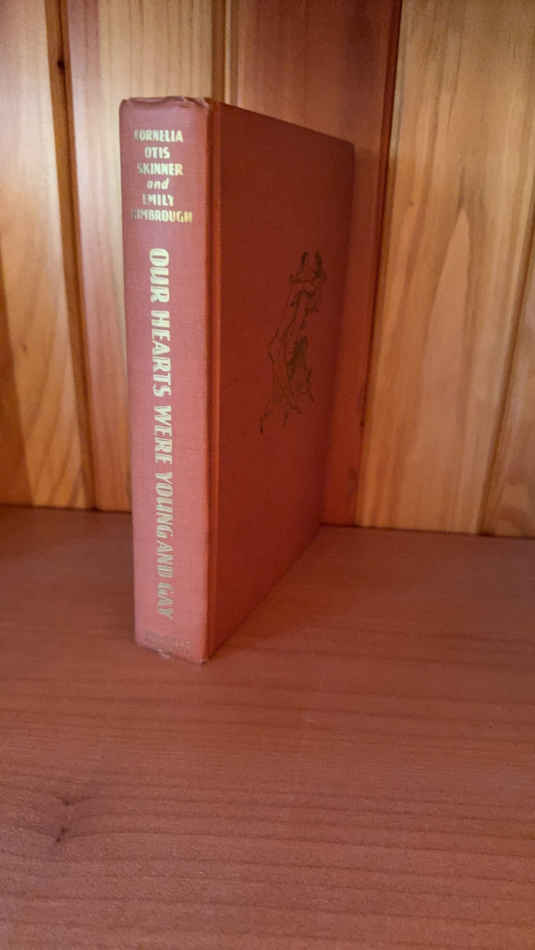 CORNELIA
OTIS
SKINNER
and
EMILY
KIMBROUGH
OUR HEARTS WERE YOUNG AND GAY